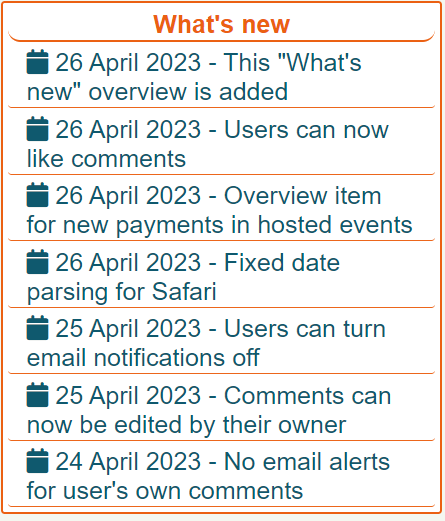 What's new
26 April 2023 - This "What's
new" overview is added
26 April 2023 - Users can now
like comments
26 April 2023 - Overview item
for new payments in hosted events
26 April 2023 - Fixed date
parsing for Safari
25 April 2023 - Users can turn
email notifications off
25 April 2023 - Comments can
now be edited by their owner
24 April 2023 - No email alerts
for user's own comments